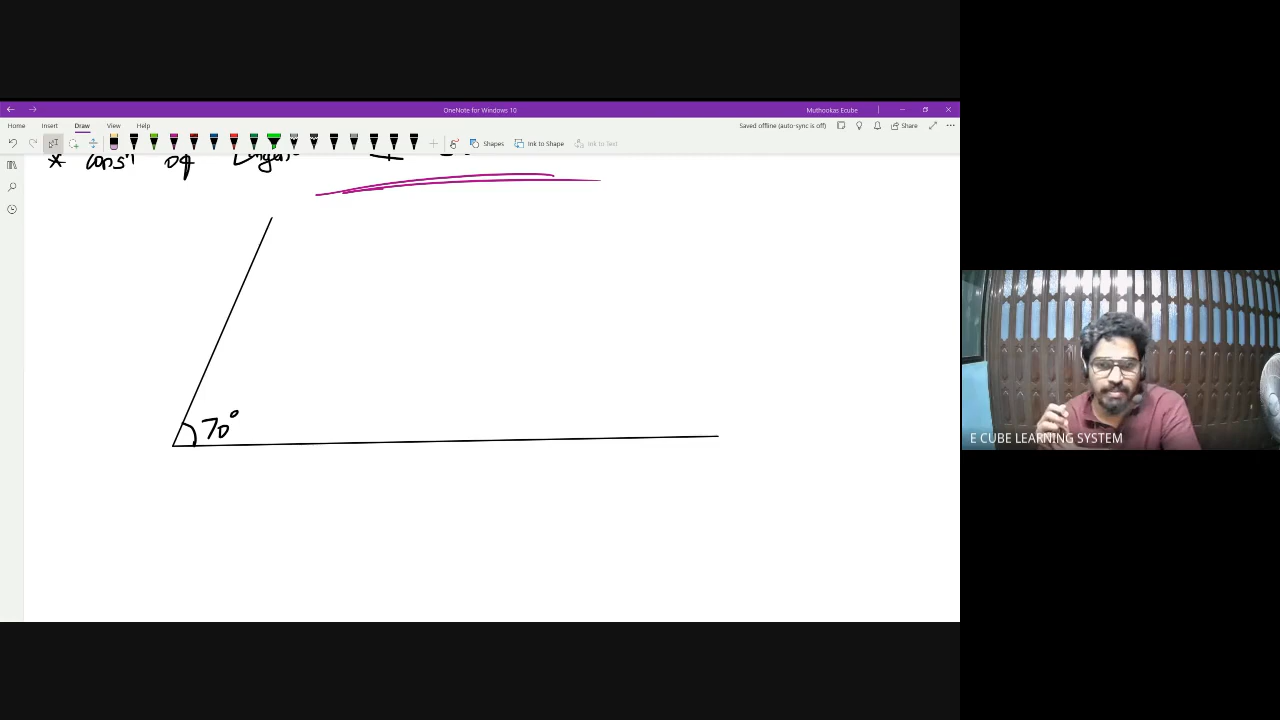 OneNote for Windows 10
Muthookas Ecube
Home Insert Draw View Help
Saved offline (auto-sync is off)
Share
Shapes
Ink to Shape
Ink to Text
* of
70°
E CUBE LEARNING SYSTEM